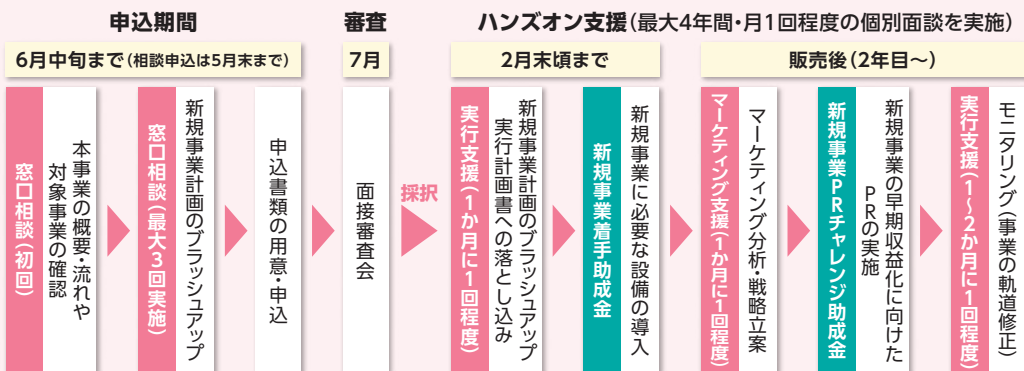 申込期間
6月中旬まで(相談申込は5月末まで)
窓口相談(初回)
本事業の概要・流れや
対象事業の確認
窓口相談(最大3回実施)
新規事業計画のブラッシュアップ
申込書類の用意・申込
審査
7月
面接審査会
採択
ハンズオン支援(最大4年間・月1回程度の個別面談を実施)
2月末頃まで
実行支援(1か月に1回程度)
新規事業計画のブラッシュアップ
実行計画書への落とし込み
新規事業着手助成金
新規事業に必要な設備の導入
販売後(2年目〜)
マーケティング支援(1か月に1回程度)
マーケティング分析・戦略立案
新規事業PRチャレンジ助成金
新規事業の早期収益化に向けた
PRの実施
実行支援(1〜2か月に1回程度)
モニタリング(事業の軌道修正)